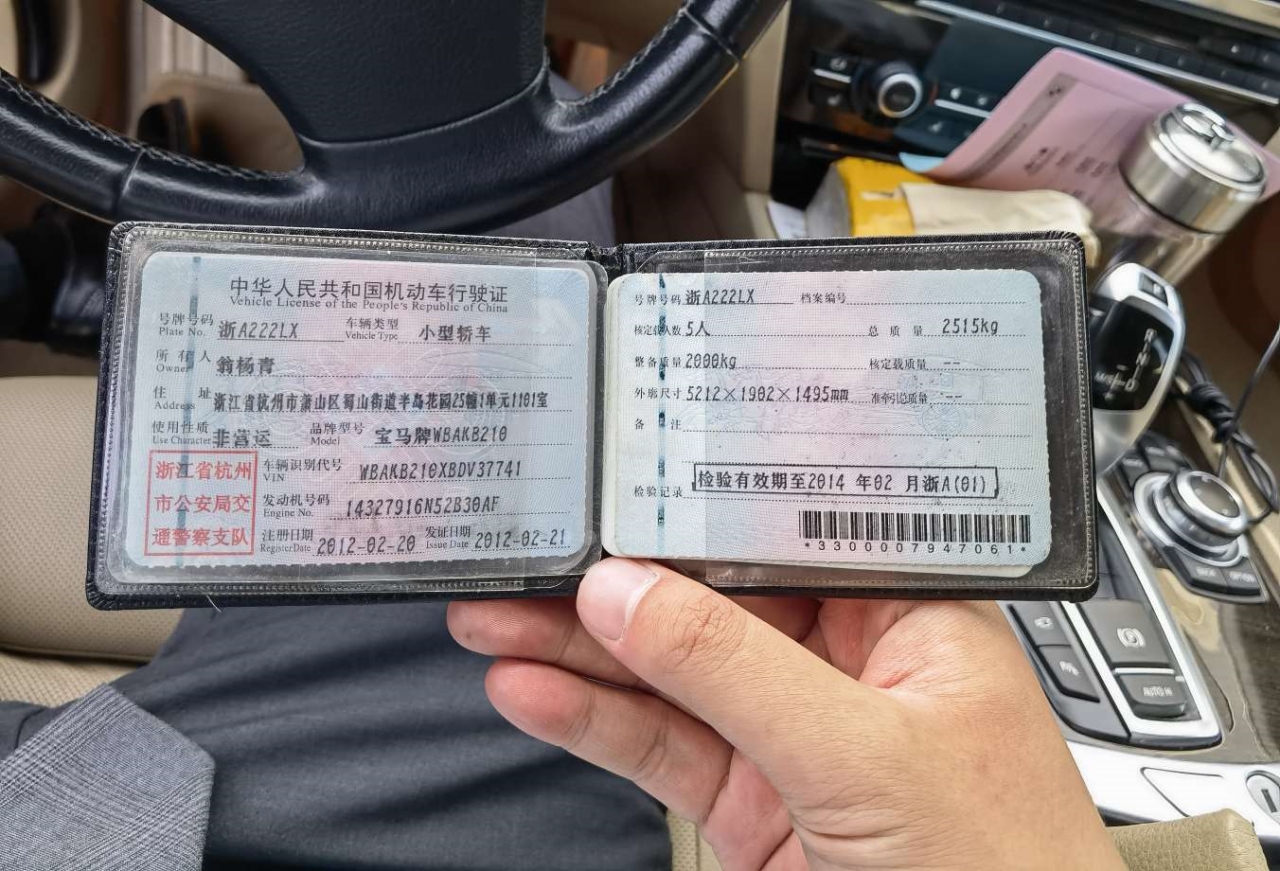 中华人民共和国机动车行驶证
Vehicle License of the People's Republic of China
号牌号码 浙A222LX 车辆类型 小型轿车
Plate No. Vehicle Type
所有人 翁杨青
Owner
住址 浙江省杭州市萧山区蜀山街道半岛花园25幢1单元1101室
Address
使用性质 非营运 品牌型号 宝马牌WBAKB210
Use Character Model
浙江省杭州
市公安局交
通警察支队
车辆识别代号 WBAKB210XBDV37741
VIN
发动机号码 14327916N52B30AF
Engine No.
注册日期 2012-02-20 发证日期 2012-02-21
Register Date Issue Date
号牌号码 浙A222LX 档案编号
核定载人数 5人 总质量 2515kg
整备质量 2000kg 核定载质量 --
外廓尺寸 5212×1902×1495mm 准牵引总质量 --
备注
检验记录 检验有效期至2014 年02 月浙A(01)
*3300007947061*
AUTO H